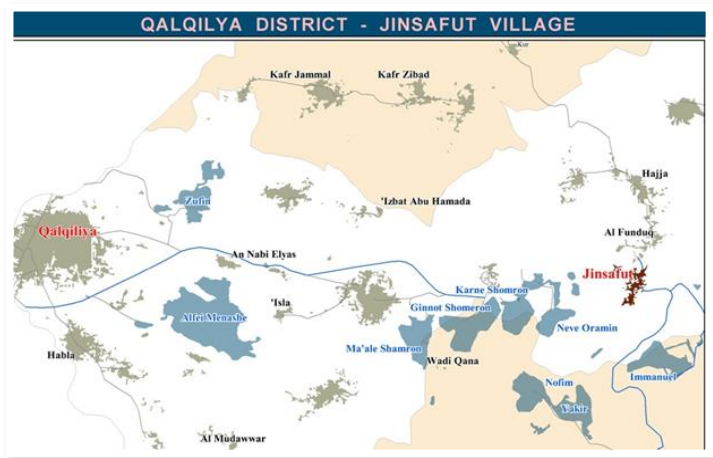 QALQILYA DISTRICT - JINSAFUT VILLAGE
Kur
Kafr Jammal
Kafr Zibad
Hajja
Zufin
'Izbat Abu Hamada
Qalqiliya
Al Funduq
An Nabi Elyas
Jinsafut
Karne Shomron
'Isla
Ginnot Shomeron
Alfei Menashe
Neve Oramin
Ma'ale Shamron
Habla
Wadi Qana
Immanuel
Nofim
Yakir
Al Mudawwar